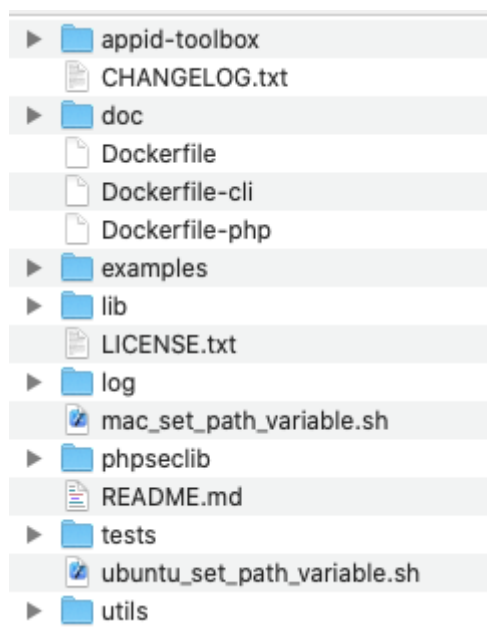 appid-toolbox
CHANGELOG.txt
doc
Dockerfile
Dockerfile-cli
Dockerfile-php
examples
lib
LICENSE.txt
log
mac_set_path_variable.sh
phpseclib
README.md
tests
ubuntu_set_path_variable.sh
utils